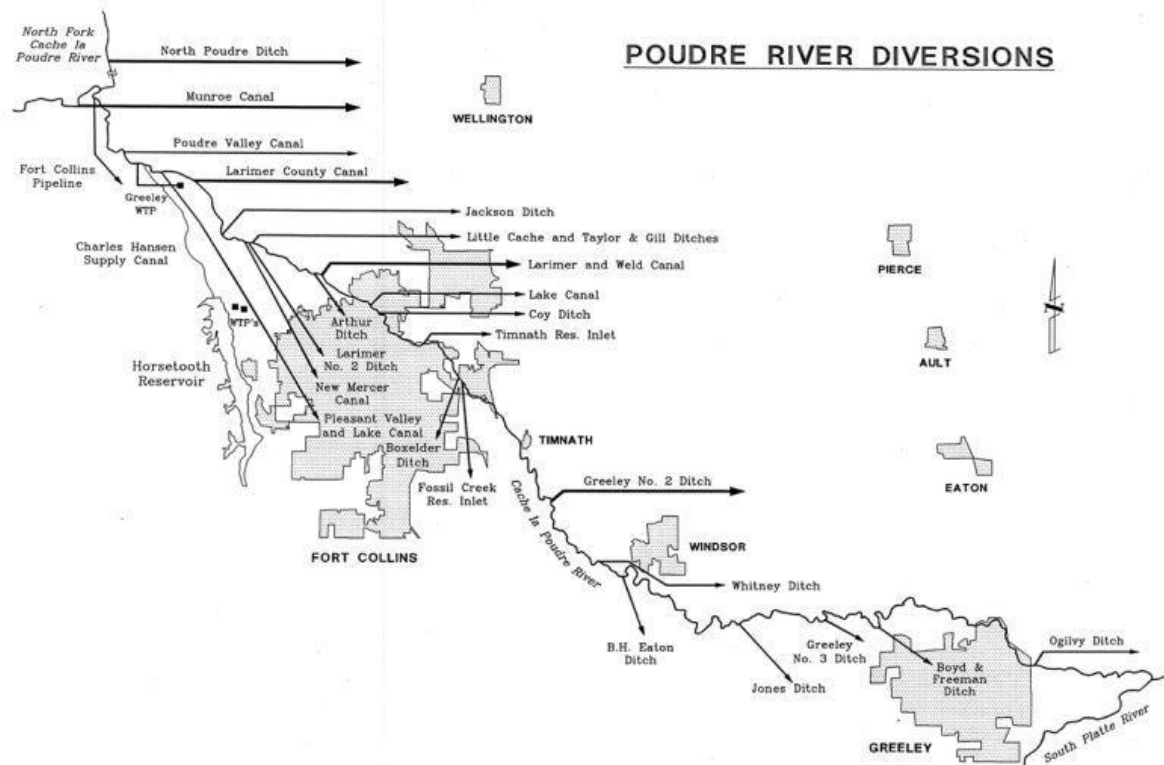 POUDRE RIVER DIVERSIONS
North Fork
Cache la
Poudre River
North Poudre Ditch
Munroe Canal
WELLINGTON
Poudre Valley Canal
Fort Collins
Pipeline
Larimer County Canal
Greeley
WTP
Jackson Ditch
Charles Hansen
Supply Canal
Little Cache and Taylor & Gill Ditches
Larimer and Weld Canal
PIERCE
N
Lake Canal
WTP's
Arthur
Ditch
Coy Ditch
Timnath Res. Inlet
AULT
Horsetooth
Reservoir
Larimer
No. 2 Ditch
New Mercer
Canal
Pleasant Valley
and Lake Canal
Boxelder
Ditch
TIMNATH
Fossil Creek
Res. Inlet
Greeley No. 2 Ditch
EATON
Cache la Poudre River
FORT COLLINS
WINDSOR
Whitney Ditch
B.H. Eaton
Ditch
Jones Ditch
Greeley
No. 3 Ditch
Boyd &
Freeman
Ditch
Ogilvy Ditch
GREELEY
South Platte River